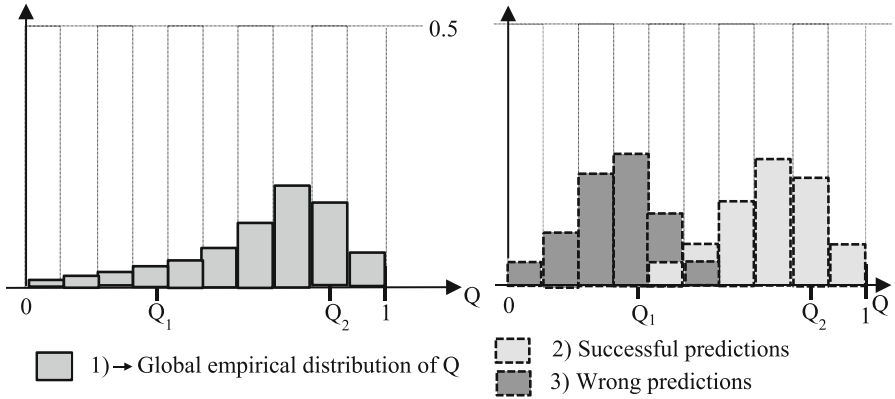 0.5
0 Q1 Q2 1 Q
0 Q1 Q2 1 Q
1) → Global empirical distribution of Q
2) Successful predictions
3) Wrong predictions